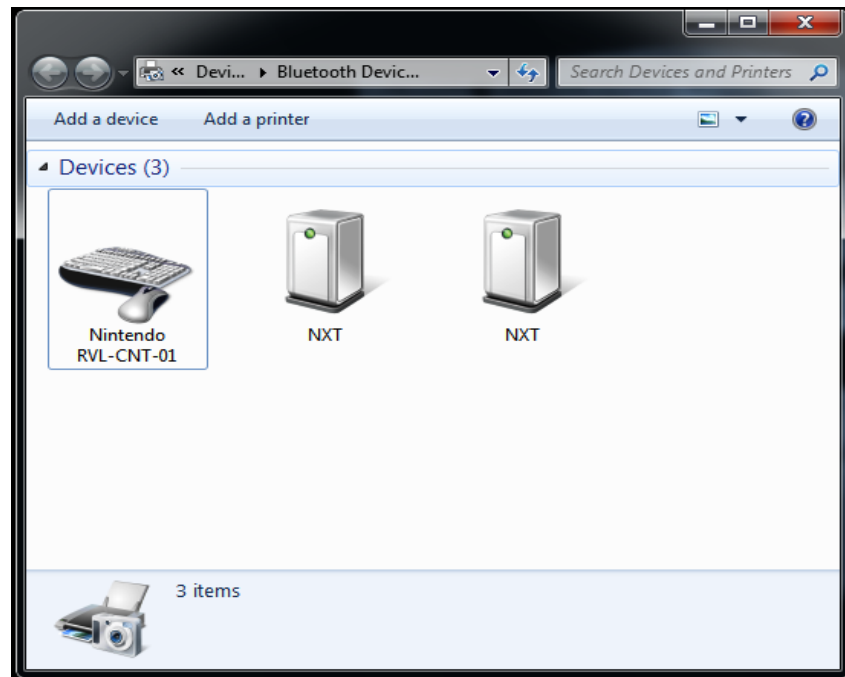 « Devi... ▸ Bluetooth Devic...
Search Devices and Printers
Add a device Add a printer
Devices (3)
Nintendo
RVL-CNT-01
NXT
NXT
3 items